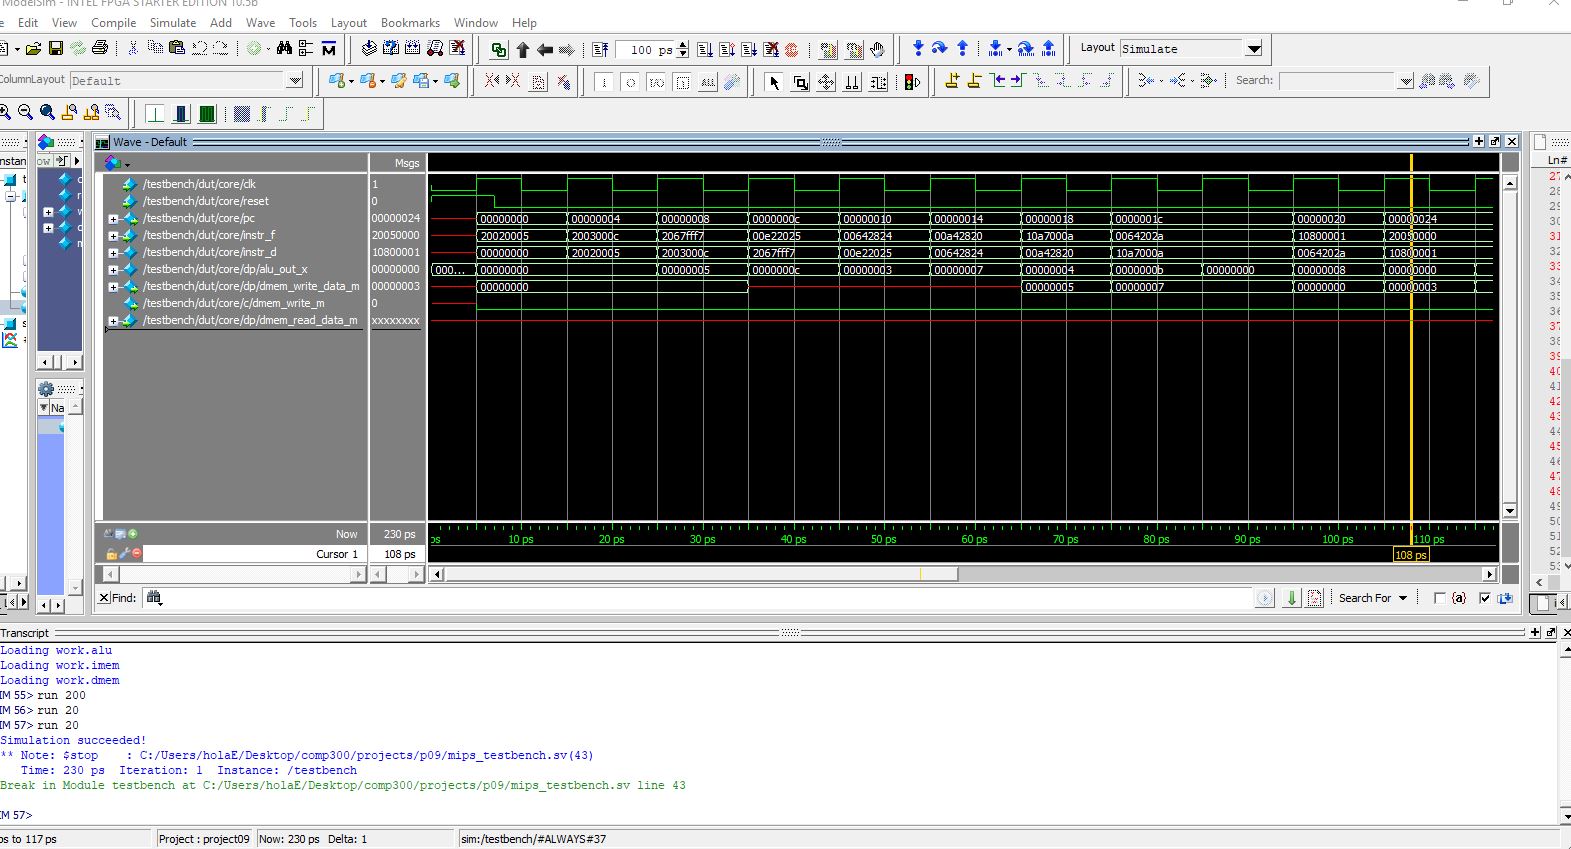 ModelSim - INTEL FPGA STARTER EDITION 10.5b
Edit View Compile Simulate Add Wave Tools Layout Bookmarks Window Help
100 ps
Layout Simulate
ColumnLayout Default
Search:
Wave - Default
Msgs
Ln#
/testbench/dut/core/clk 1
/testbench/dut/core/reset 0
/testbench/dut/core/pc 00000024 00000000 00000004 00000008 0000000c 00000010 00000014 00000018 0000001c 00000020 00000024
/testbench/dut/core/instr_f 20050000 20020005 2003000c 2067fff7 00e22025 00642824 00a42820 10a7000a 0064202a 10800001 20050000
/testbench/dut/core/instr_d 10800001 00000000 20020005 2003000c 2067fff7 00e22025 00642824 00a42820 10a7000a 0064202a 10800001
/testbench/dut/core/dp/alu_out_x 00000000 000... 00000000 00000005 0000000c 00000003 00000007 00000004 0000000b 00000000 00000008 00000000
/testbench/dut/core/dp/dmem_write_data_m 00000003 00000000 00000005 00000007 00000000 00000003
/testbench/dut/core/c/dmem_write_m 0
/testbench/dut/core/dp/dmem_read_data_m xxxxxxxx
27
28
29
30
31
32
33
34
35
36
37
38
39
40
41
42
43
44
45
46
47
48
49
50
51
52
53
Now 230 ps
ps 10 ps 20 ps 30 ps 40 ps 50 ps 60 ps 70 ps 80 ps 90 ps 100 ps 110 ps
Cursor 1 108 ps
108 ps
Find:
Search For
Transcript
Loading work.alu
Loading work.imem
Loading work.dmem
IM 55> run 200
IM 56> run 20
IM 57> run 20
Simulation succeeded!
** Note: $stop : C:/Users/holaE/Desktop/comp300/projects/p09/mips_testbench.sv(43)
Time: 230 ps Iteration: 1 Instance: /testbench
Break in Module testbench at C:/Users/holaE/Desktop/comp300/projects/p09/mips_testbench.sv line 43
IM 57>
ps to 117 ps Project : project09 Now: 230 ps Delta: 1 sim:/testbench/#ALWAYS#37